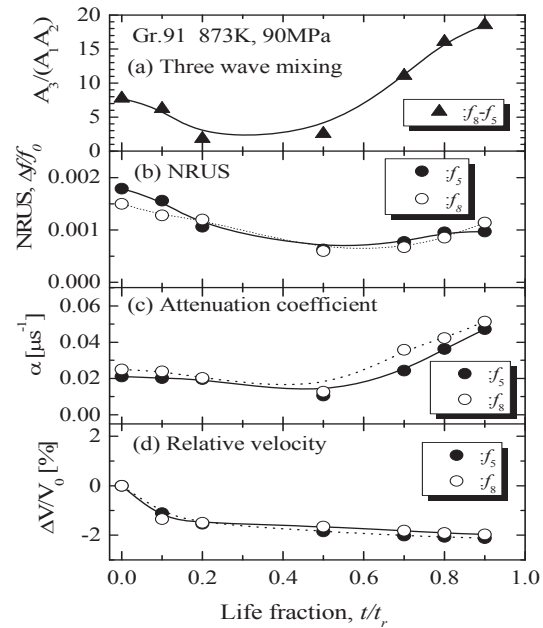 Gr.91 873K, 90MPa
(a) Three wave mixing
A3/(A1A2)
20
15
10
5
0
:f8-f5
(b) NRUS
NRUS, Δf/f0
0.002
0.001
0.000
:f5
:f8
(c) Attenuation coefficient
α [μs-1]
0.06
0.04
0.02
0.00
:f5
:f8
(d) Relative velocity
ΔV/V0 [%]
2
0
-2
:f5
:f8
0.0 0.2 0.4 0.6 0.8 1.0
Life fraction, t/tr